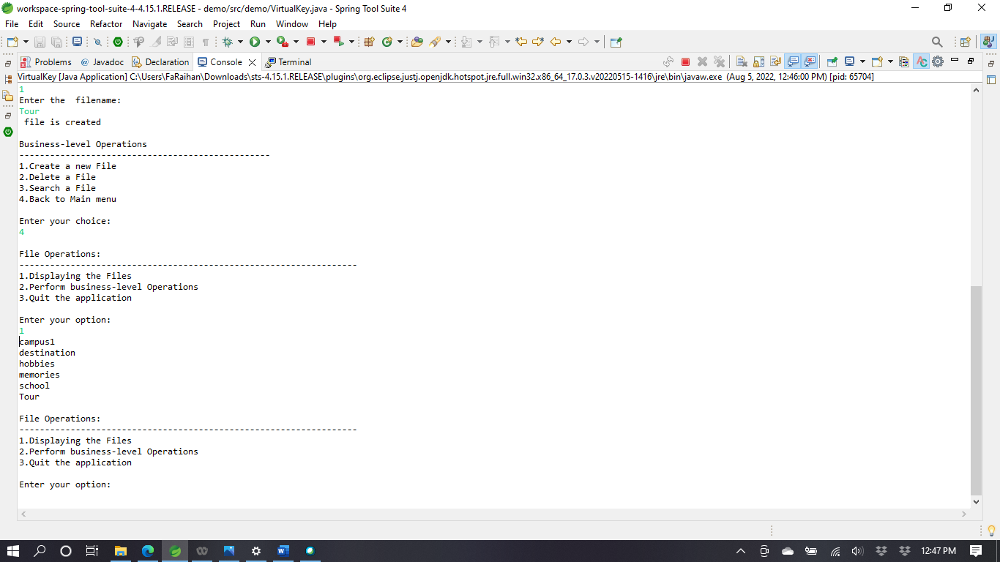 workspace-spring-tool-suite-4-4.15.1.RELEASE - demo/src/demo/VirtualKey.java - Spring Tool Suite 4
File Edit Source Refactor Navigate Search Project Run Window Help
Problems @ Javadoc Declaration Console Terminal
VirtualKey [Java Application] C:\Users\FaRaihan\Downloads\sts-4.15.1.RELEASE\plugins\org.eclipse.justj.openjdk.hotspot.jre.full.win32.x86_64_17.0.3.v20220515-1416\jre\bin\javaw.exe (Aug 5, 2022, 12:46:00 PM) [pid: 65704]
1
Enter the  filename:
Tour
 file is created
Business-level Operations
-------------------------------------------------
1.Create a new File
2.Delete a File
3.Search a File
4.Back to Main menu
Enter your choice:
4
File Operations:
------------------------------------------------------------------
1.Displaying the Files
2.Perform business-level Operations
3.Quit the application
Enter your option:
1
campus1
destination
hobbies
memories
school
Tour
File Operations:
------------------------------------------------------------------
1.Displaying the Files
2.Perform business-level Operations
3.Quit the application
Enter your option:
12:47 PM